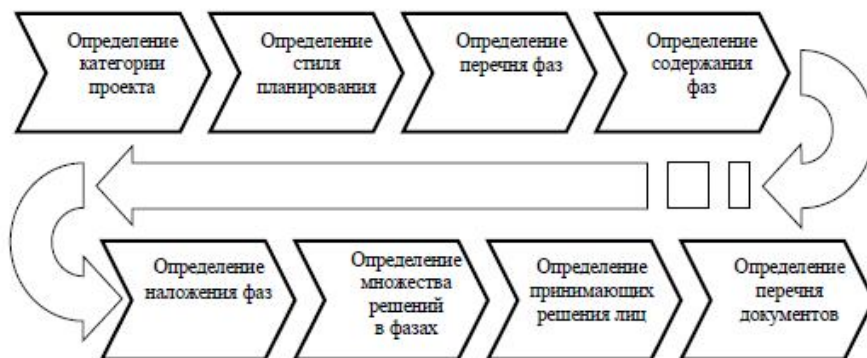 Определение
категории
проекта
Определение
стиля
планирования
Определение
перечня фаз
Определение
содержания
фаз
Определение
наложения фаз
Определение
множества
решений
в фазах
Определение
принимающих
решения лиц
Определение
перечня
документов